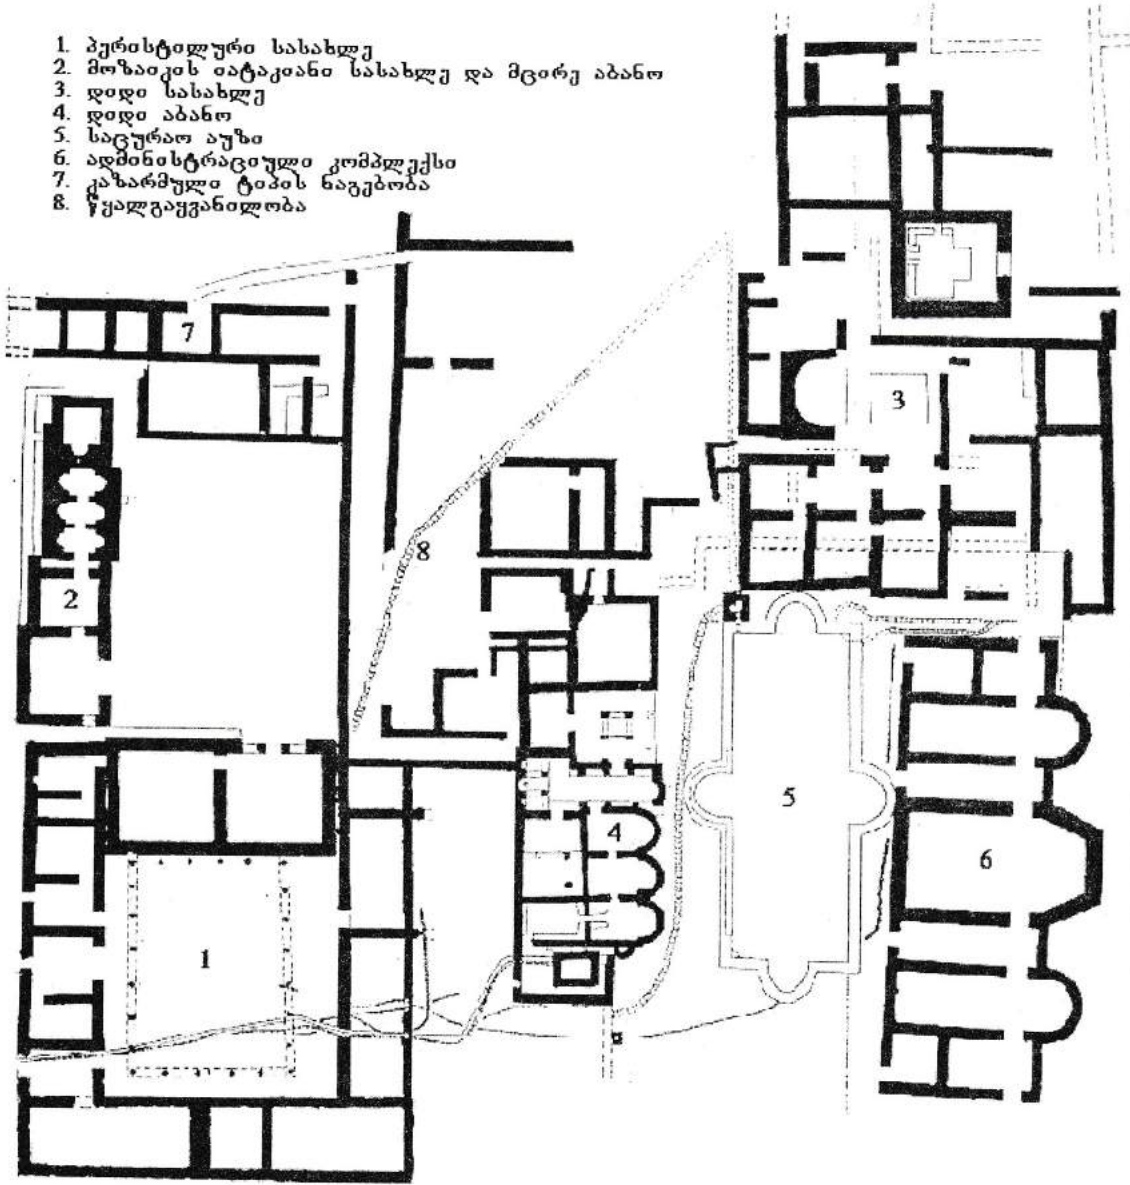 1. პერისტილური სასახლე
2. მოზაიკის იატაკიანი სასახლე და მცირე აბანო
3. დიდი სასახლე
4. დიდი აბანო
5. საცურაო აუზი
6. ადმინისტრაციული კომპლექსი
7. კაზარმული ტიპის ნაგებობა
8. წყალგაყვანილობა
7
3
8
2
5
4
6
1